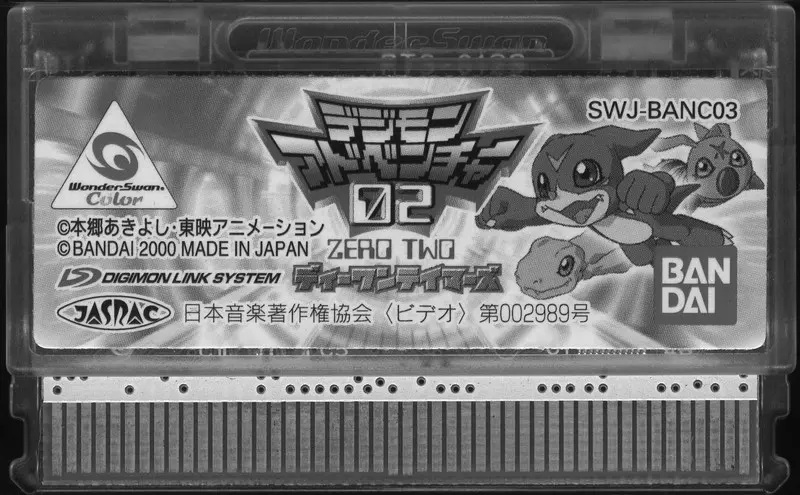 WonderSwan
SWJ-BANC03
デジモン
アドベンチャー
02
ZERO TWO
ディーワンテイマーズ
WonderSwan
Color
©本郷あきよし・東映アニメーション
©BANDAI 2000 MADE IN JAPAN
DIGIMON LINK SYSTEM
BAN
DAI
JASRAC
日本音楽著作権協会〈ビデオ〉第002989号